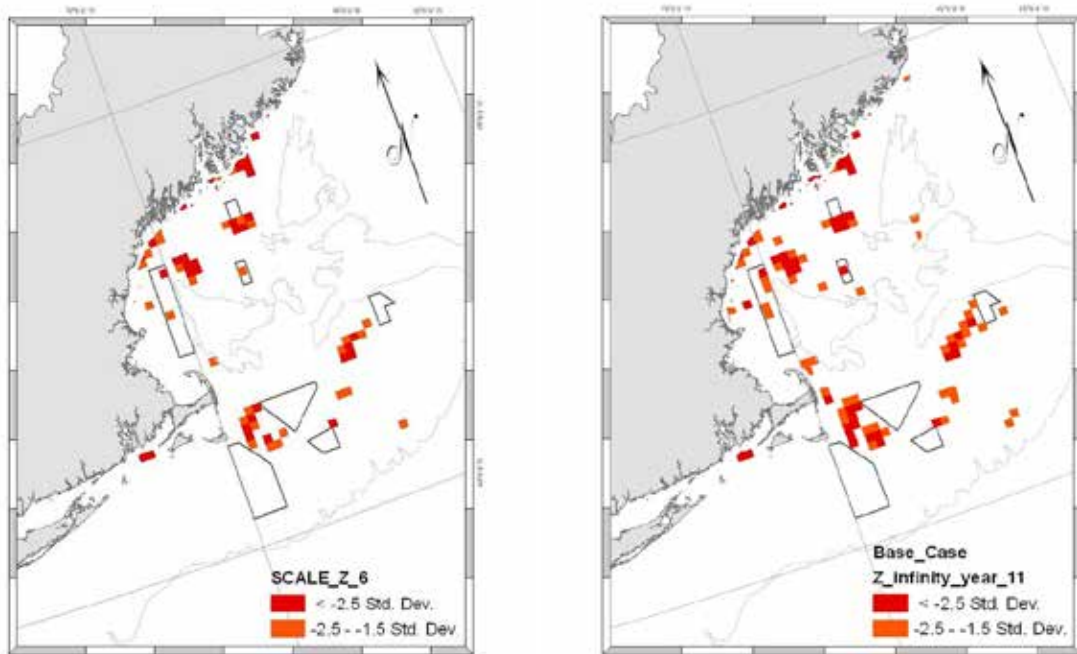 SCALE_Z_6
< -2.5 Std. Dev.
-2.5 - -1.5 Std. Dev
Base_Case
Z_infinity_year_11
< -2.5 Std. Dev.
-2.5 - -1.5 Std. Dev.